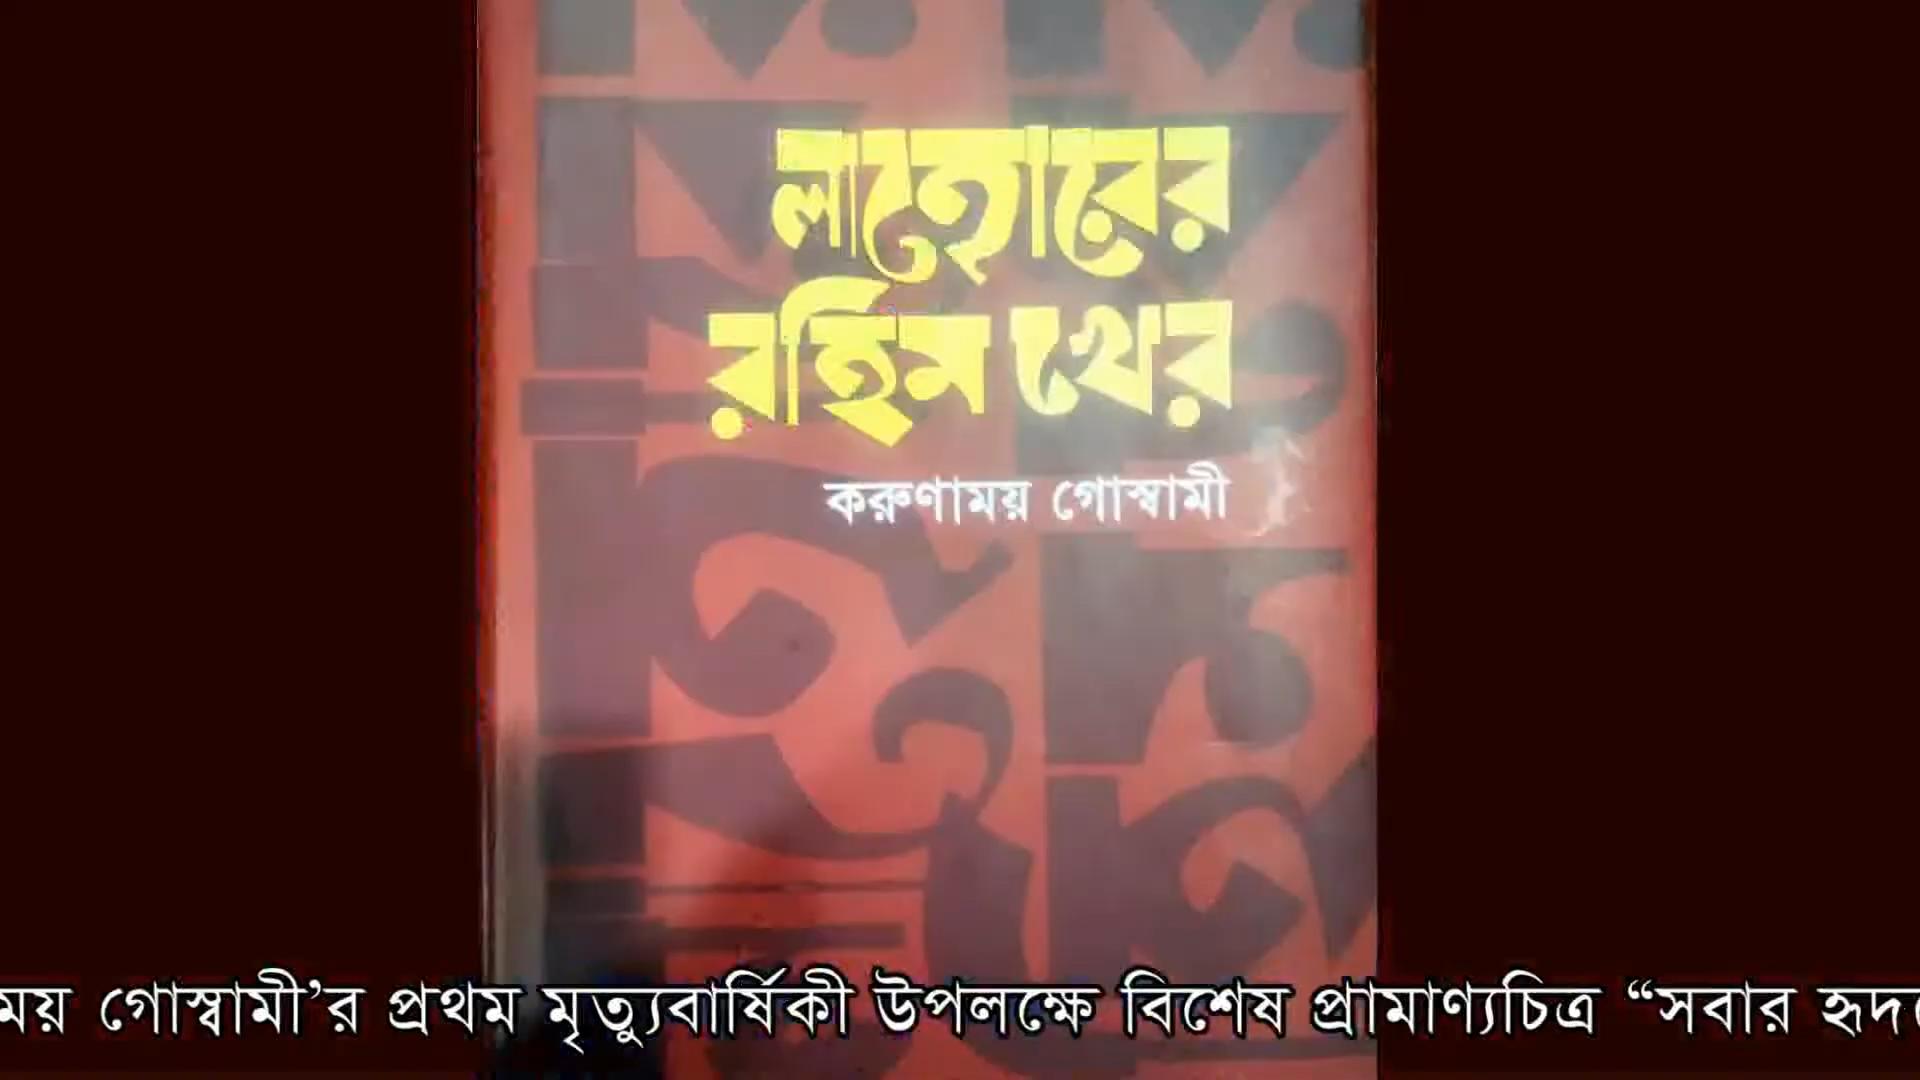 লাহোরের
রহিম খের
করুণাময় গোস্বামী
ময় গোস্বামী’র প্রথম মৃত্যুবার্ষিকী উপলক্ষে বিশেষ প্রামাণ্যচিত্র “সবার